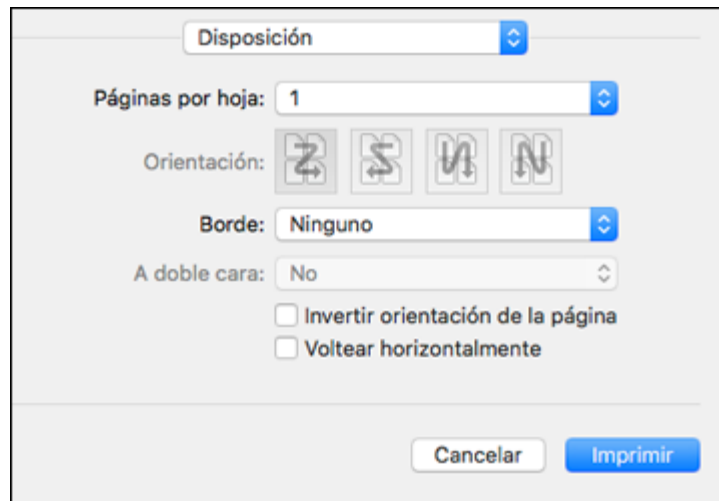 Disposición
Páginas por hoja: 1
Orientación:
Borde: Ninguno
A doble cara: No
Invertir orientación de la página
Voltear horizontalmente
Cancelar Imprimir